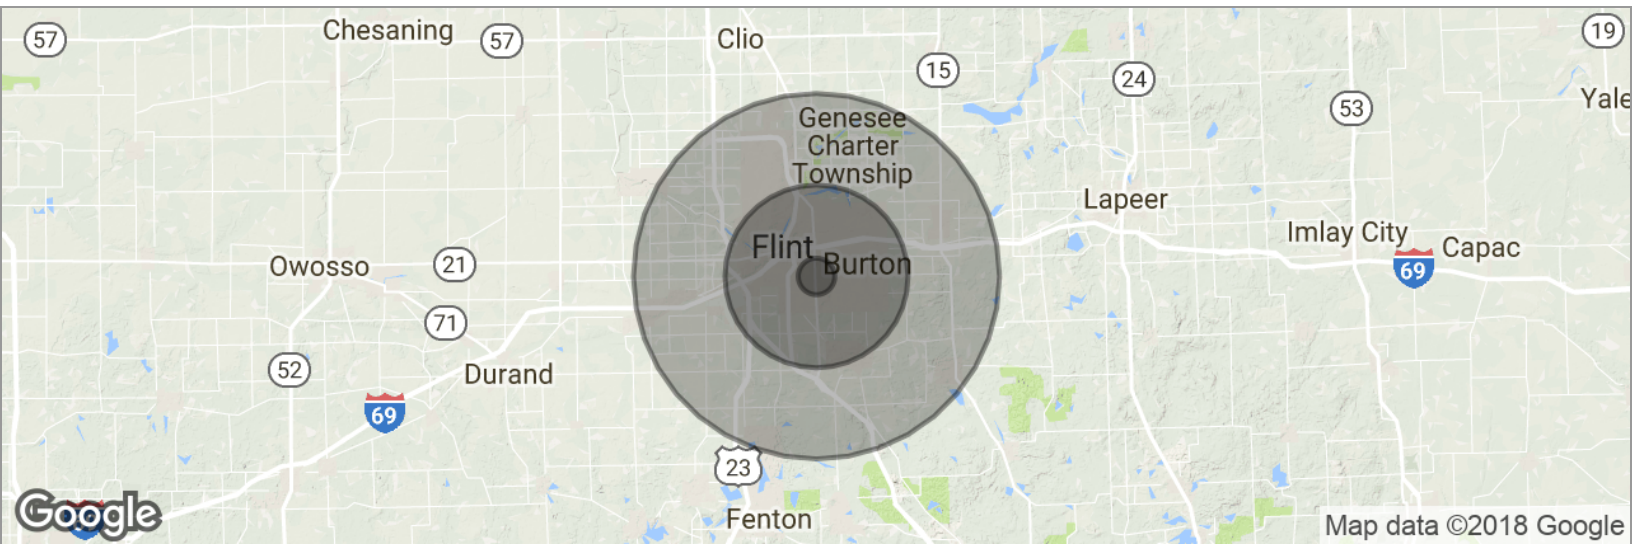 57
Chesaning
57
Clio
19
15
24
53
Yale
Genesee
Charter
Township
Lapeer
Imlay City
Capac
69
Flint
Burton
Owosso
21
71
52
Durand
69
23
Fenton
Google
Map data ©2018 Google